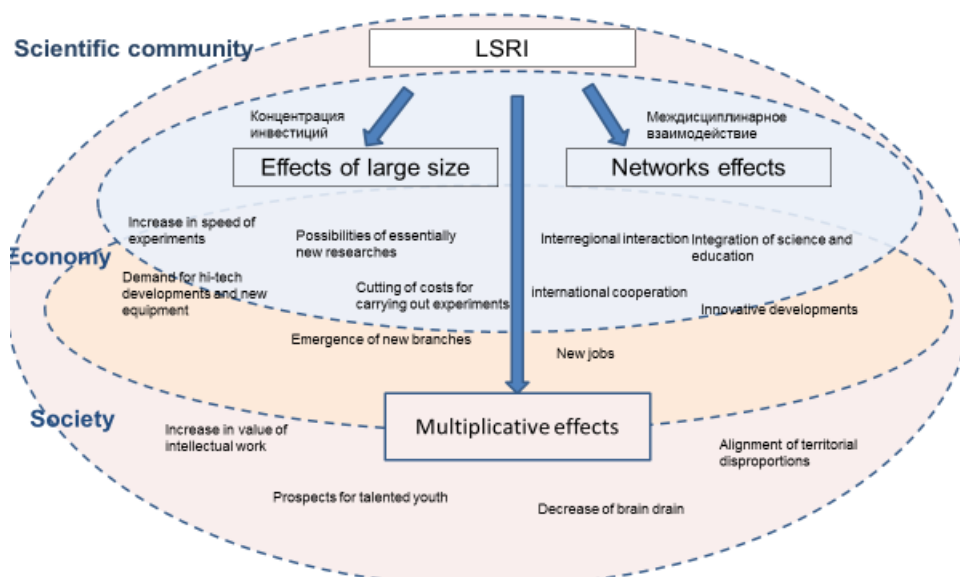 Scientific community
LSRI
Концентрация
инвестиций
Междисциплинарное
взаимодействие
Effects of large size
Networks effects
Increase in speed of
experiments
Possibilities of essentially
new researches
Interregional interaction
Integration of science and
education
Economy
Demand for hi-tech
developments and new
equipment
Cutting of costs for
carrying out experiments
international cooperation
Innovative developments
Emergence of new branches
New jobs
Society
Multiplicative effects
Increase in value of
intellectual work
Alignment of territorial
disproportions
Prospects for talented youth
Decrease of brain drain